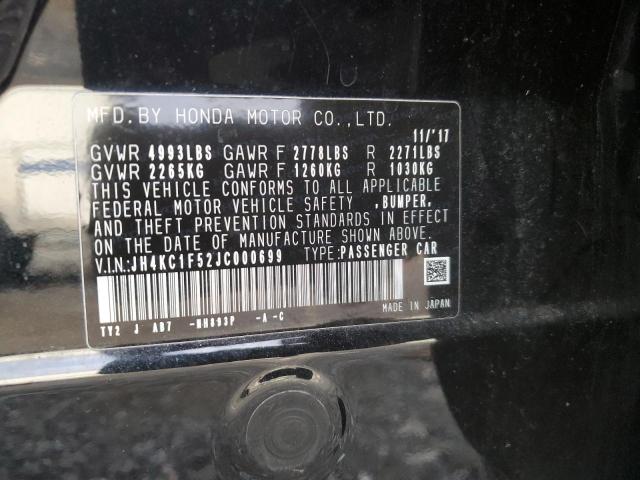 MFD. BY HONDA MOTOR CO.,LTD.
11/'17
GVWR 4993LBS GAWR F 2778LBS R 2271LBS
GVWR 2265KG GAWR F 1260KG R 1030KG
THIS VEHICLE CONFORMS TO ALL APPLICABLE
FEDERAL MOTOR VEHICLE SAFETY ,BUMPER,
AND THEFT PREVENTION STANDARDS IN EFFECT
ON THE DATE OF MANUFACTURE SHOWN ABOVE.
V.I.N.:JH4KC1F52JC000699 TYPE:PASSENGER CAR
TY2 J AB7 -NH893P -A-C
MADE IN JAPAN